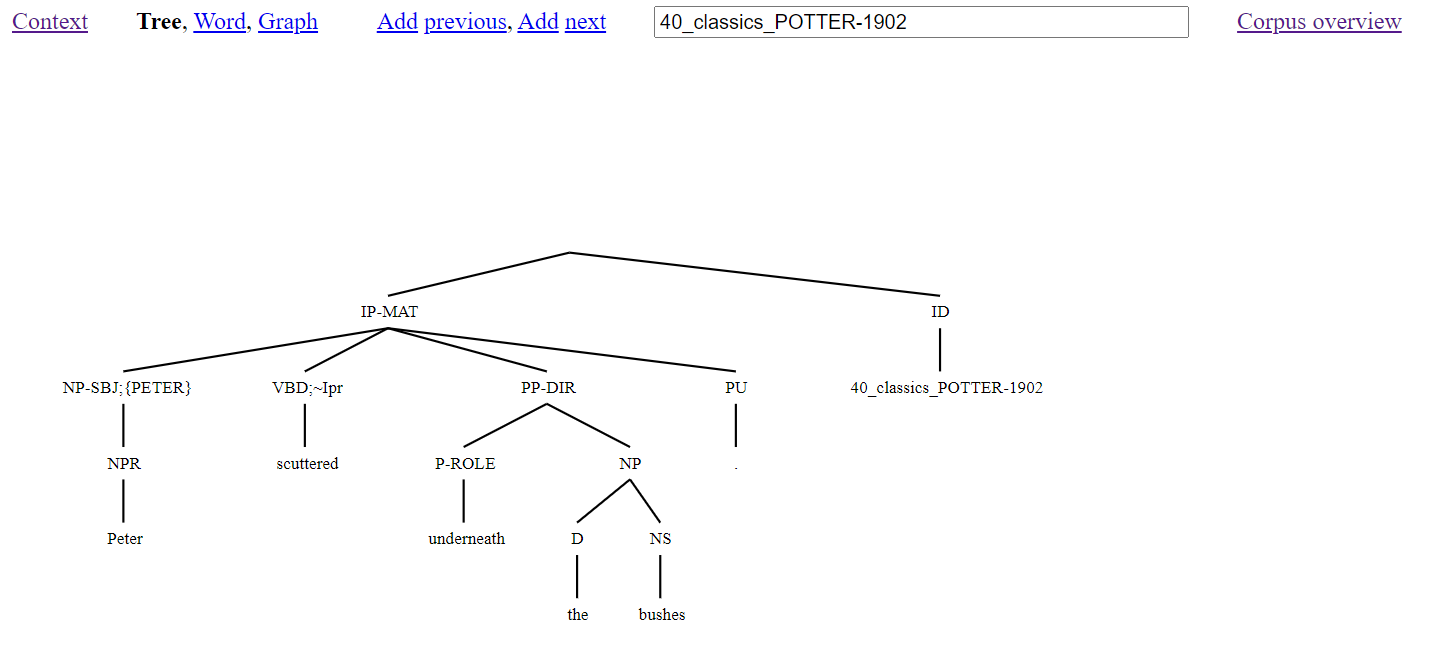 Context Tree, Word, Graph Add previous, Add next 40_classics_POTTER-1902 Corpus overview
IP-MAT ID
NP-SBJ;{PETER} VBD;~Ipr PP-DIR PU 40_classics_POTTER-1902
NPR scuttered P-ROLE NP .
Peter underneath D NS
the bushes